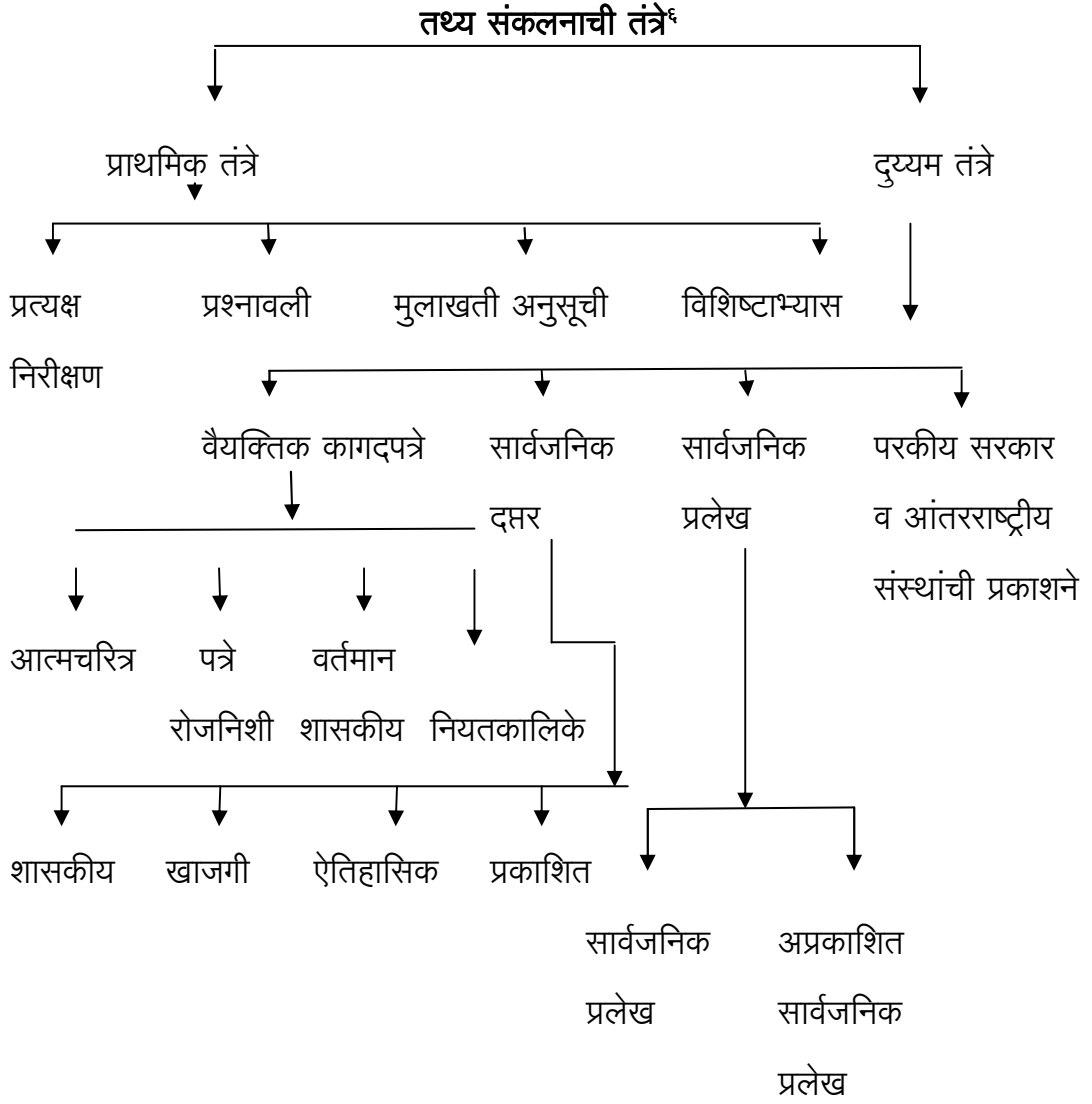 तथ्य संकलनाची तंत्रे६
प्राथमिक तंत्रे दुय्यम तंत्रे
प्रत्यक्ष प्रश्नावली मुलाखती अनुसूची विशिष्टाभ्यास
निरीक्षण
वैयक्तिक कागदपत्रे सार्वजनिक सार्वजनिक परकीय सरकार
दप्तर प्रलेख व आंतरराष्ट्रीय
संस्थांची प्रकाशने
आत्मचरित्र पत्रे वर्तमान
रोजनिशी शासकीय नियतकालिके
शासकीय खाजगी ऐतिहासिक प्रकाशित
सार्वजनिक अप्रकाशित
प्रलेख सार्वजनिक
प्रलेख